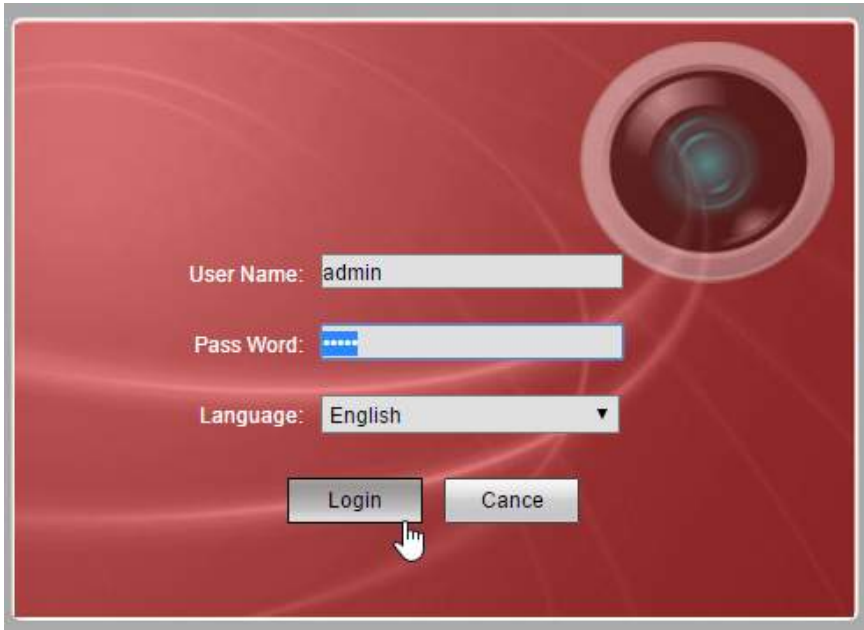 User Name: admin
Pass Word: •••••
Language: English
Login Cance